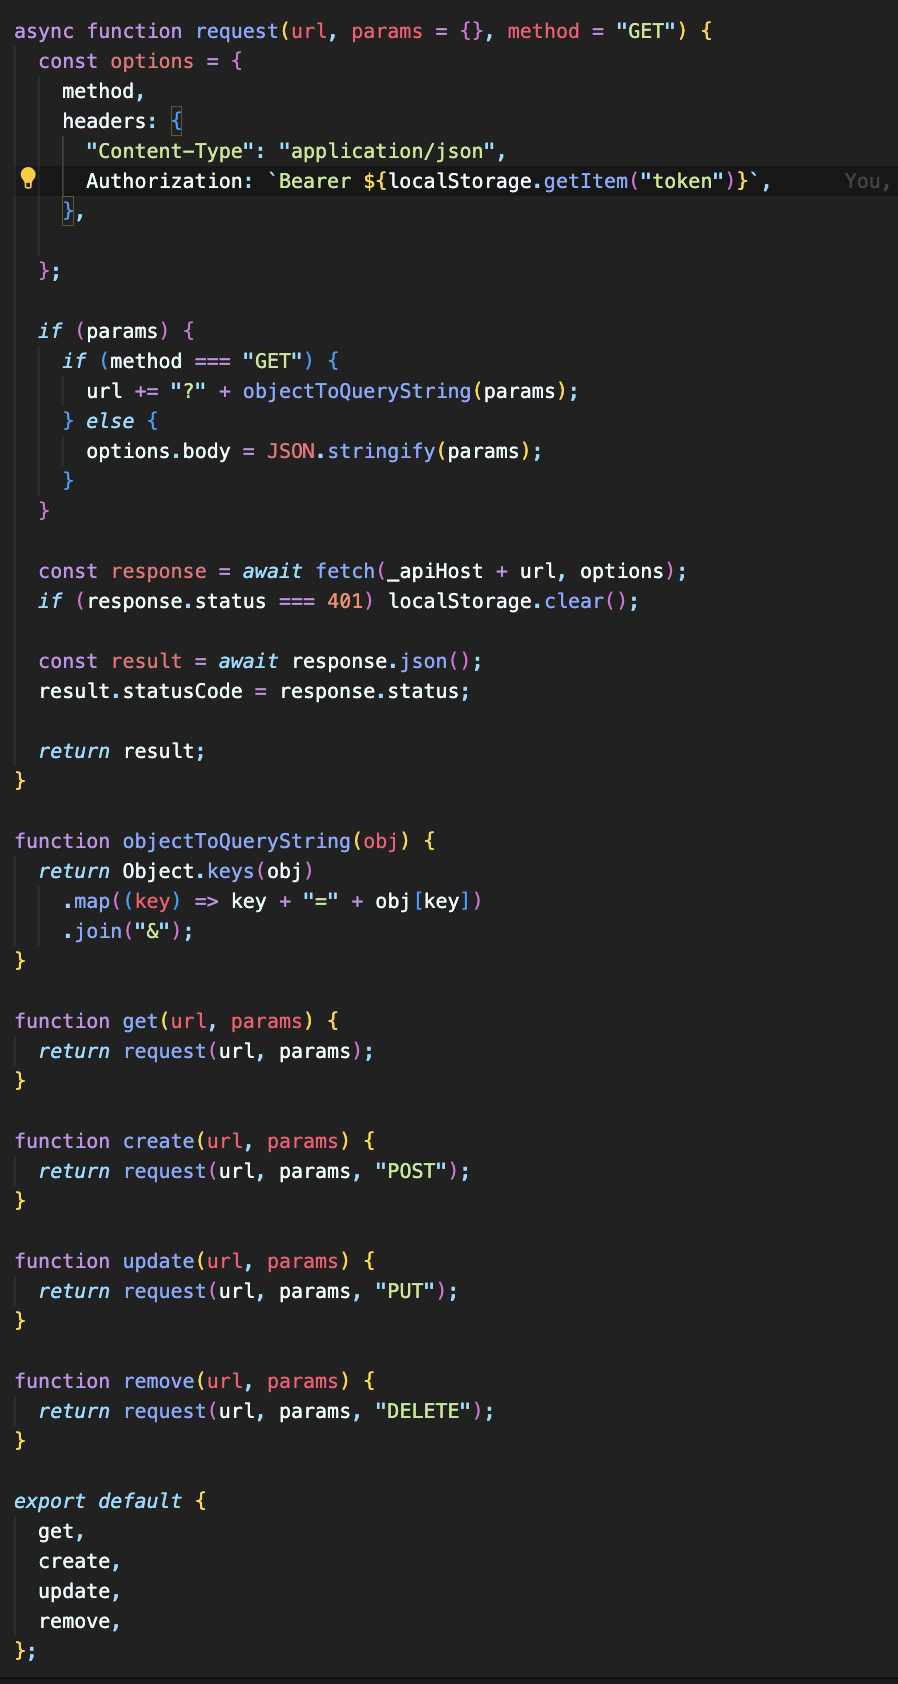 async function request(url, params = {}, method = "GET") {
  const options = {
    method,
    headers: {
      "Content-Type": "application/json",
      Authorization: `Bearer ${localStorage.getItem("token")}`,      You,
    },

  };

  if (params) {
    if (method === "GET") {
      url += "?" + objectToQueryString(params);
    } else {
      options.body = JSON.stringify(params);
    }
  }

  const response = await fetch(_apiHost + url, options);
  if (response.status === 401) localStorage.clear();

  const result = await response.json();
  result.statusCode = response.status;

  return result;
}

function objectToQueryString(obj) {
  return Object.keys(obj)
    .map((key) => key + "=" + obj[key])
    .join("&");
}

function get(url, params) {
  return request(url, params);
}

function create(url, params) {
  return request(url, params, "POST");
}

function update(url, params) {
  return request(url, params, "PUT");
}

function remove(url, params) {
  return request(url, params, "DELETE");
}

export default {
  get,
  create,
  update,
  remove,
};